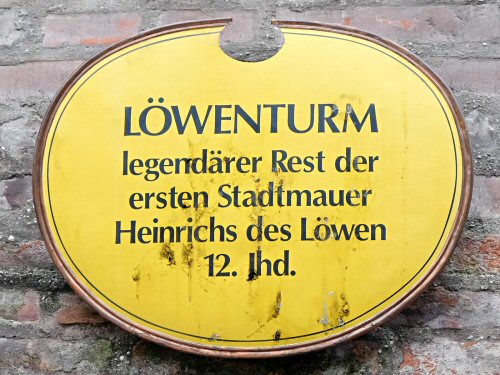 LÖWENTURM
legendärer Rest der
ersten Stadtmauer
Heinrichs des Löwen
12. Jhd.